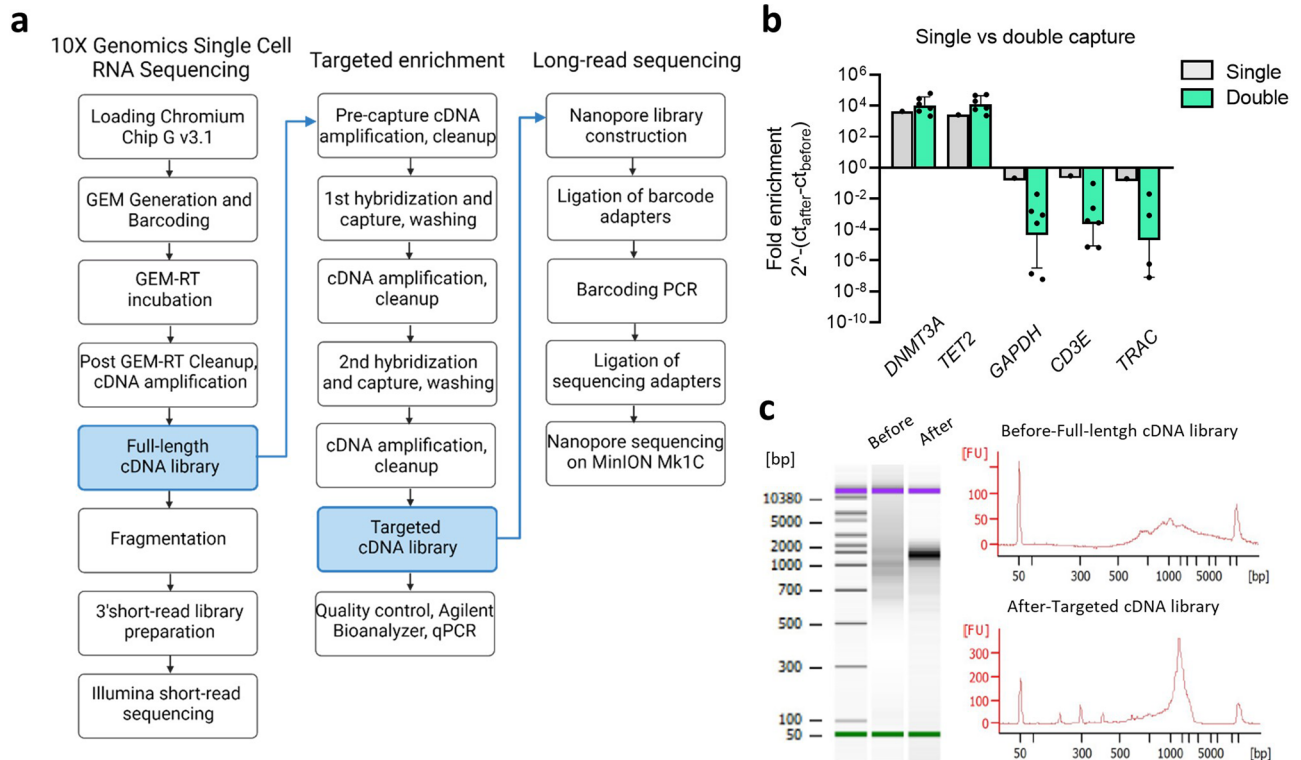 a
10X Genomics Single Cell
RNA Sequencing
Loading Chromium
Chip G v3.1
GEM Generation and
Barcoding
GEM-RT
incubation
Post GEM-RT Cleanup,
cDNA amplification
Full-length
cDNA library
Fragmentation
3'short-read library
preparation
Illumina short-read
sequencing
Targeted enrichment
Pre-capture cDNA
amplification, cleanup
1st hybridization and
capture, washing
cDNA amplification,
cleanup
2nd hybridization
and capture, washing
cDNA amplification,
cleanup
Targeted
cDNA library
Quality control, Agilent
Bioanalyzer, qPCR
Long-read sequencing
Nanopore library
construction
Ligation of barcode
adapters
Barcoding PCR
Ligation of
sequencing adapters
Nanopore sequencing
on MinION Mk1C
b
Single vs double capture
Single
Double
Fold enrichment
2^-(ct_after-ct_before)
10^6
10^4
10^2
10^0
10^-2
10^-4
10^-6
10^-8
10^-10
DNMT3A
TET2
GAPDH
CD3E
TRAC
c
Before
After
[bp]
10380
5000
2000
1000
700
500
300
100
50
Before-Full-lentgh cDNA library
[FU]
100
50
0
50 300 500 1000 5000 [bp]
After-Targeted cDNA library
[FU]
300
200
100
0
50 300 500 1000 5000 [bp]